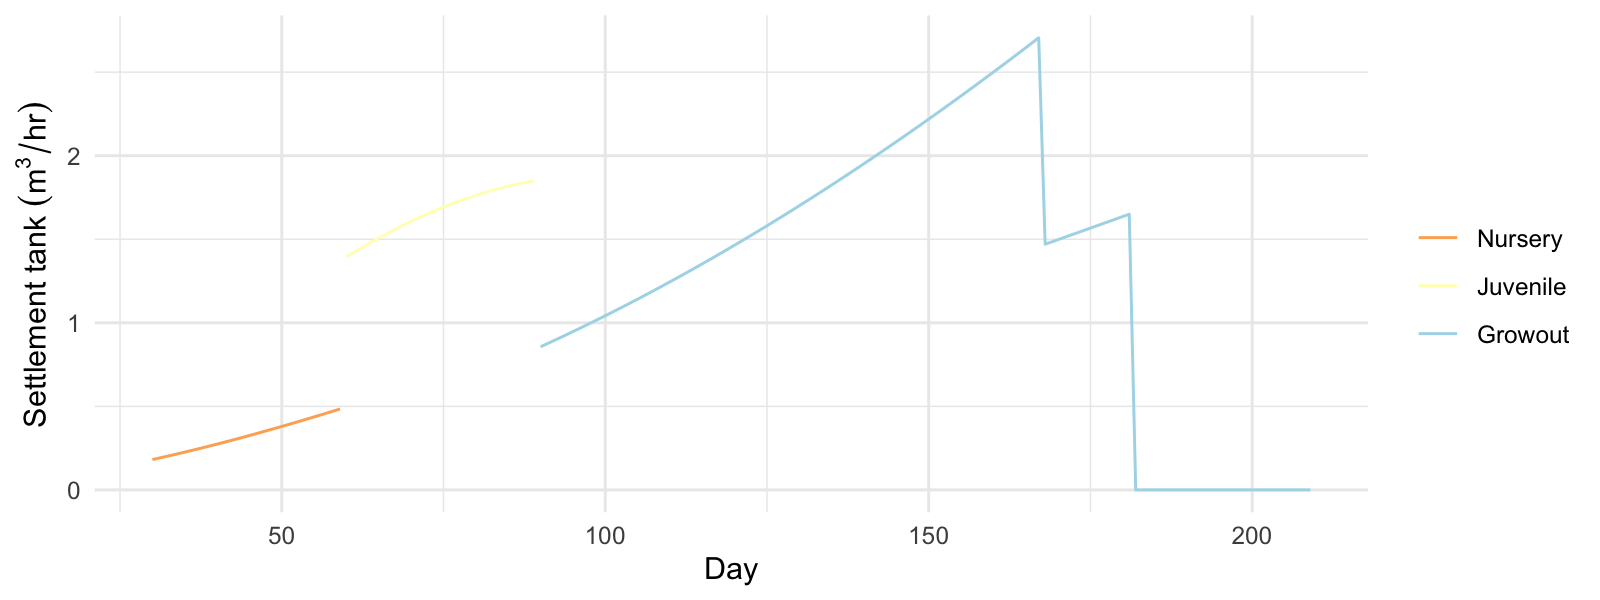 Settlement tank (m³/hr)
2
1
0
50 100 150 200
Day
Nursery
Juvenile
Growout